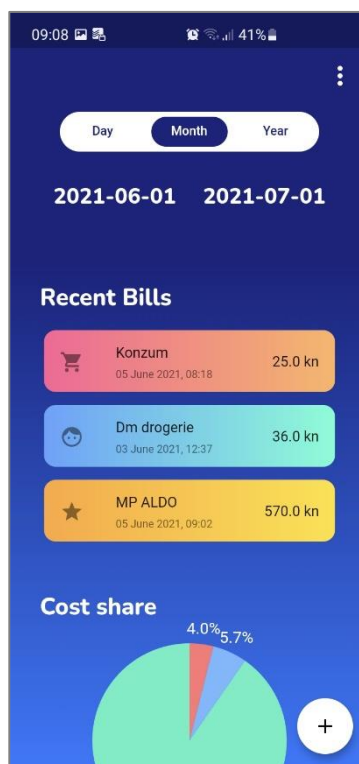 09:08 41%
Day Month Year
2021-06-01 2021-07-01
Recent Bills
Konzum
05 June 2021, 08:18
25.0 kn
Dm drogerie
03 June 2021, 12:37
36.0 kn
MP ALDO
05 June 2021, 09:02
570.0 kn
Cost share
4.0%
5.7%
+